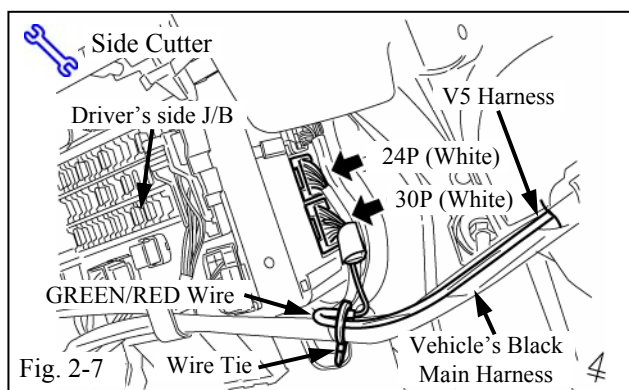 Side Cutter
V5 Harness
Driver's side J/B
24P (White)
30P (White)
GREEN/RED Wire
Vehicle's Black
Main Harness
Wire Tie
Fig. 2-7
4